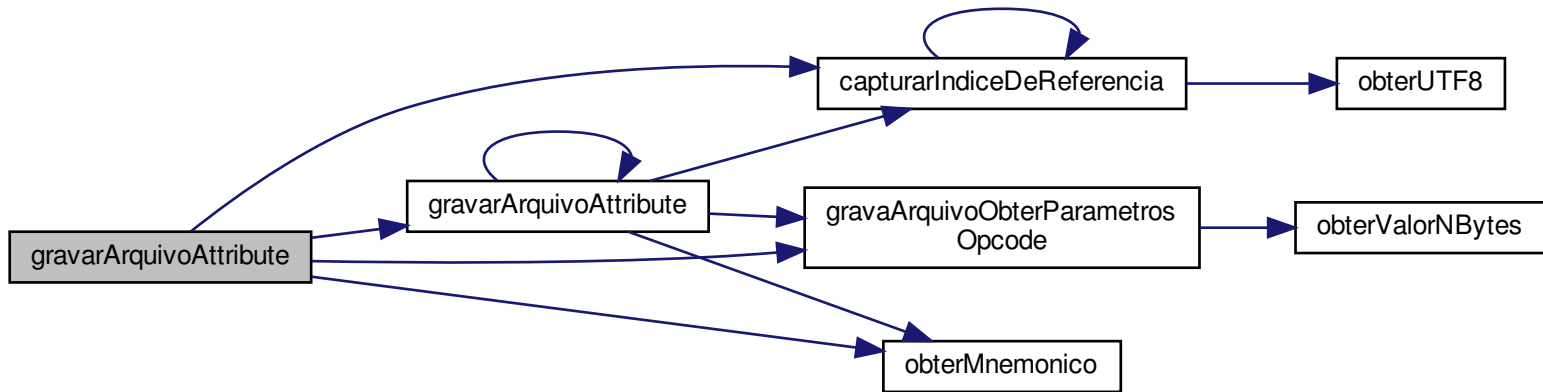 capturarIndiceDeReferencia
obterUTF8
gravarArquivoAttribute
gravaArquivoObterParametros
Opcode
obterValorNBytes
gravarArquivoAttribute
obterMnemonico